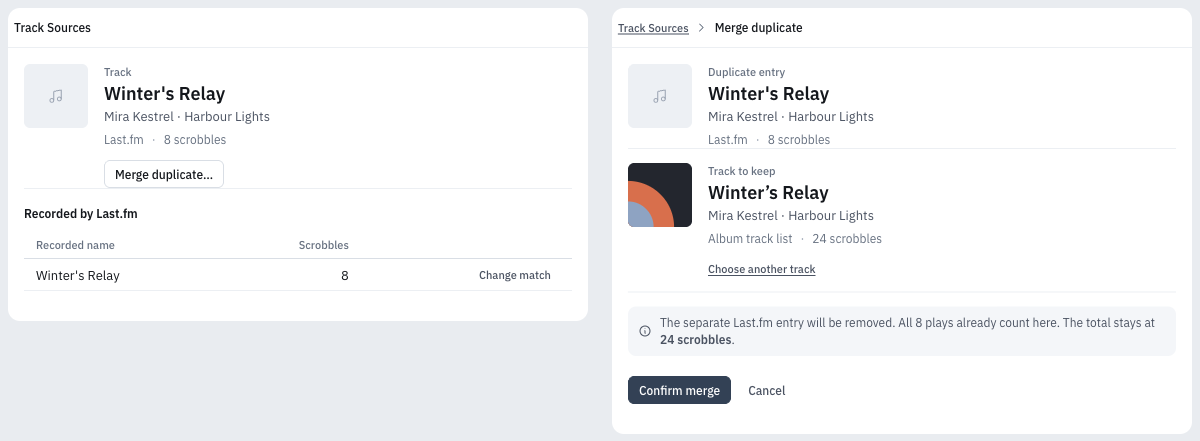 Track Sources
Track
Winter's Relay
Mira Kestrel · Harbour Lights
Last.fm · 8 scrobbles
Merge duplicate...
Recorded by Last.fm
Recorded name Scrobbles
Winter's Relay 8 Change match
Track Sources > Merge duplicate
Duplicate entry
Winter's Relay
Mira Kestrel · Harbour Lights
Last.fm · 8 scrobbles
Track to keep
Winter’s Relay
Mira Kestrel · Harbour Lights
Album track list · 24 scrobbles
Choose another track
The separate Last.fm entry will be removed. All 8 plays already count here. The total stays at
24 scrobbles.
Confirm merge Cancel